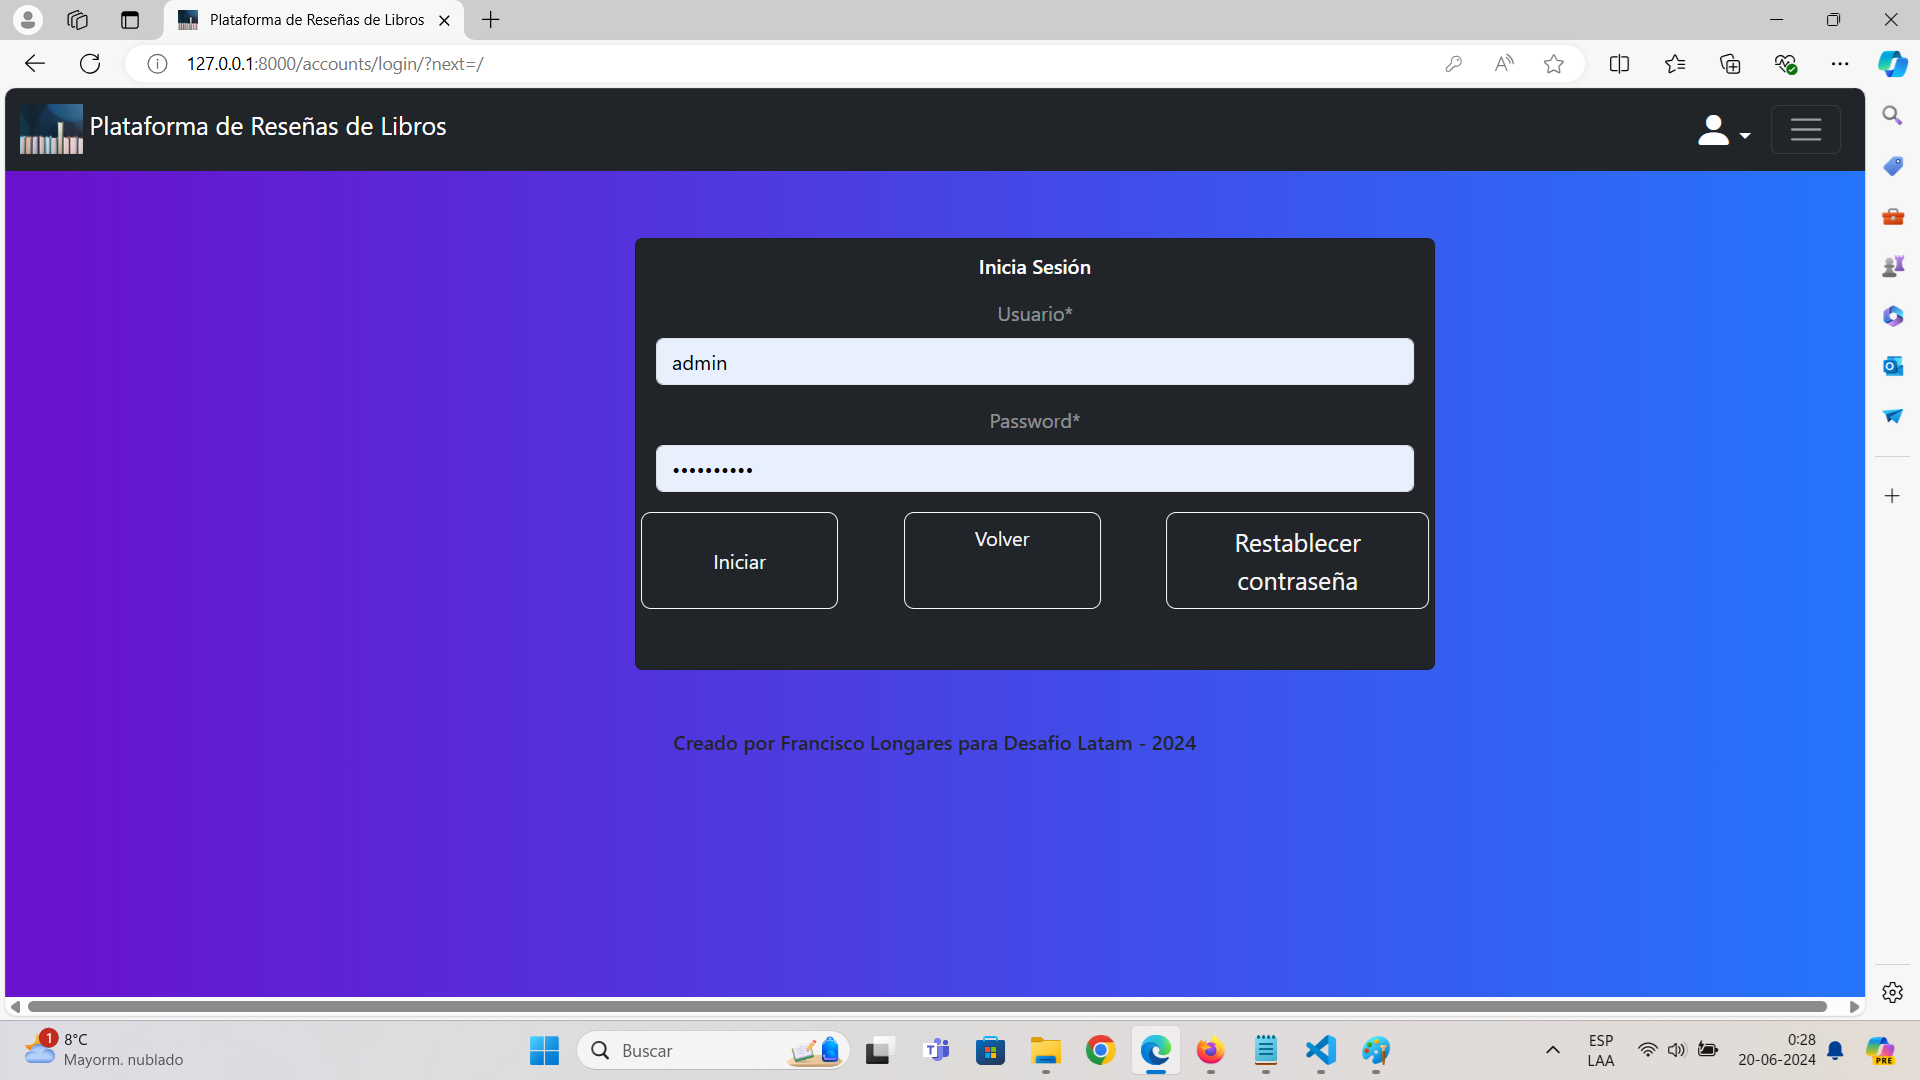 Plataforma de Reseñas de Libros
127.0.0.1:8000/accounts/login/?next=/
Plataforma de Reseñas de Libros
Inicia Sesión
Usuario*
admin
Password*
••••••••••
Iniciar
Volver
Restablecer
contraseña
Creado por Francisco Longares para Desafio Latam - 2024
1
8°C
Mayorm. nublado
Buscar
ESP
LAA
0:28
20-06-2024
PRE